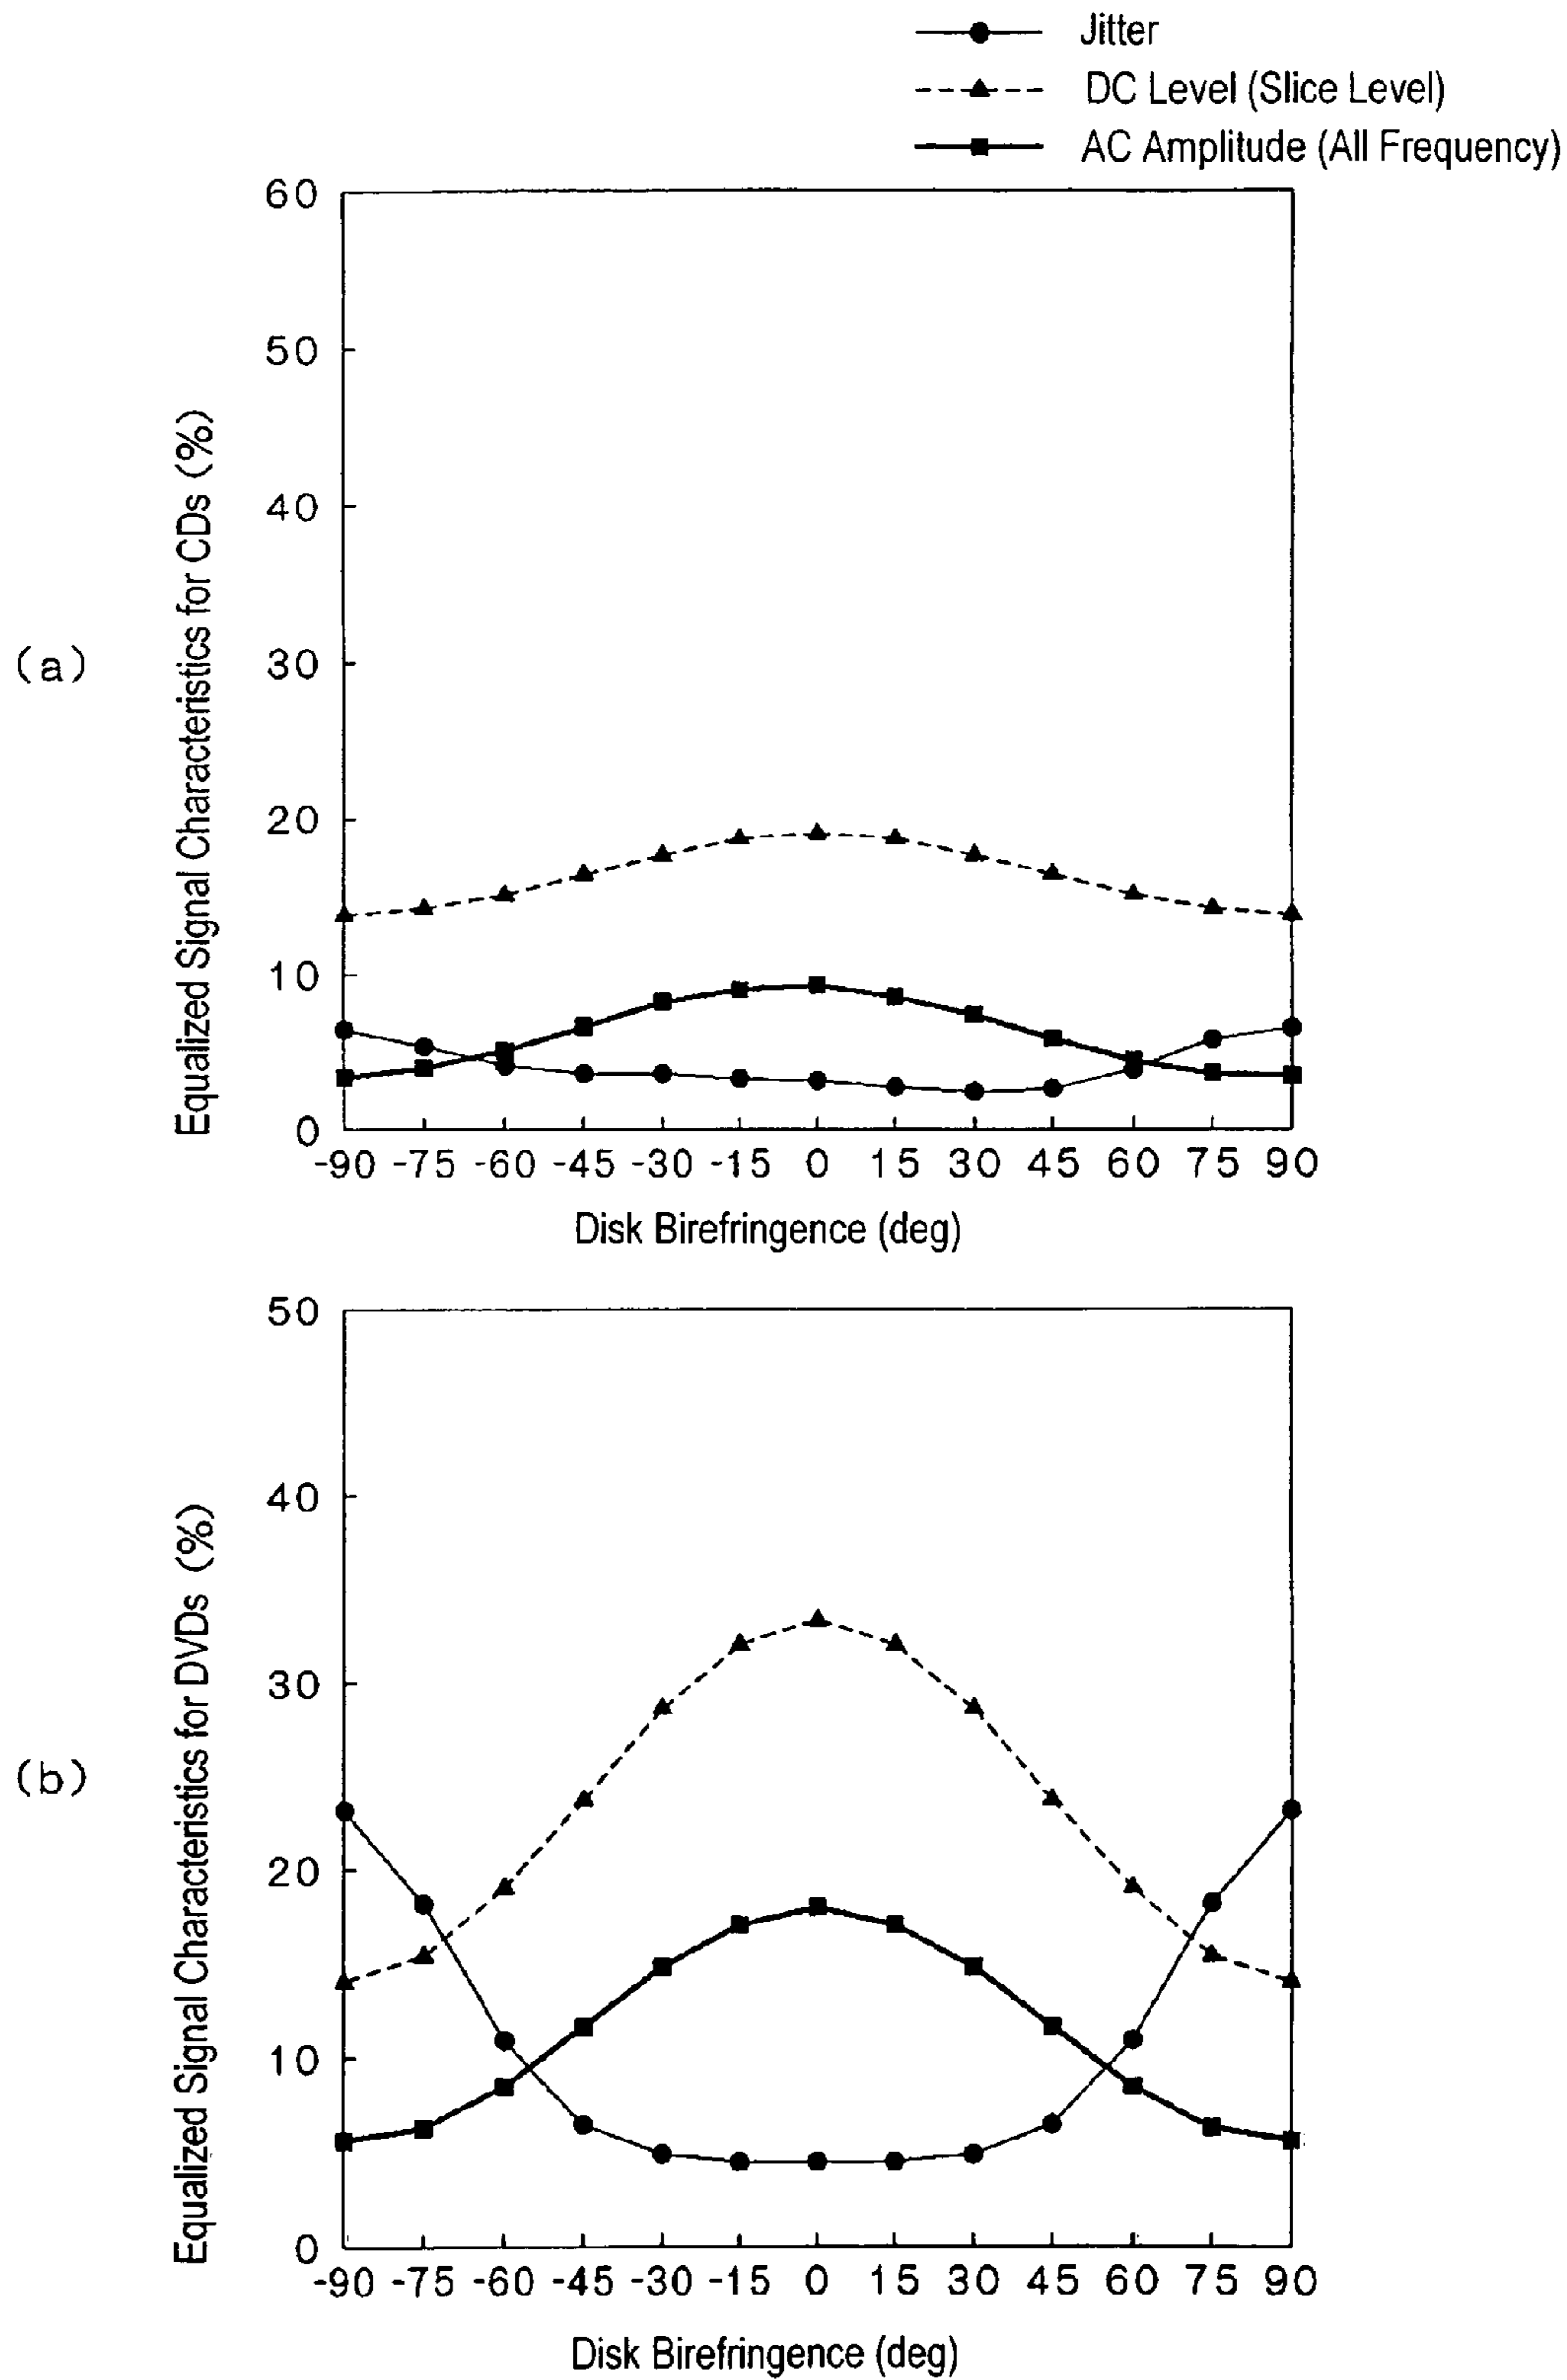 Jitter
DC Level (Slice Level)
AC Amplitude (All Frequency)
(a)
Equalized Signal Characteristics for CDs (%)
60
50
40
30
20
10
0
-90 -75 -60 -45 -30 -15 0 15 30 45 60 75 90
Disk Birefringence (deg)
(b)
Equalized Signal Characteristics for DVDs (%)
50
40
30
20
10
0
-90 -75 -60 -45 -30 -15 0 15 30 45 60 75 90
Disk Birefringence (deg)